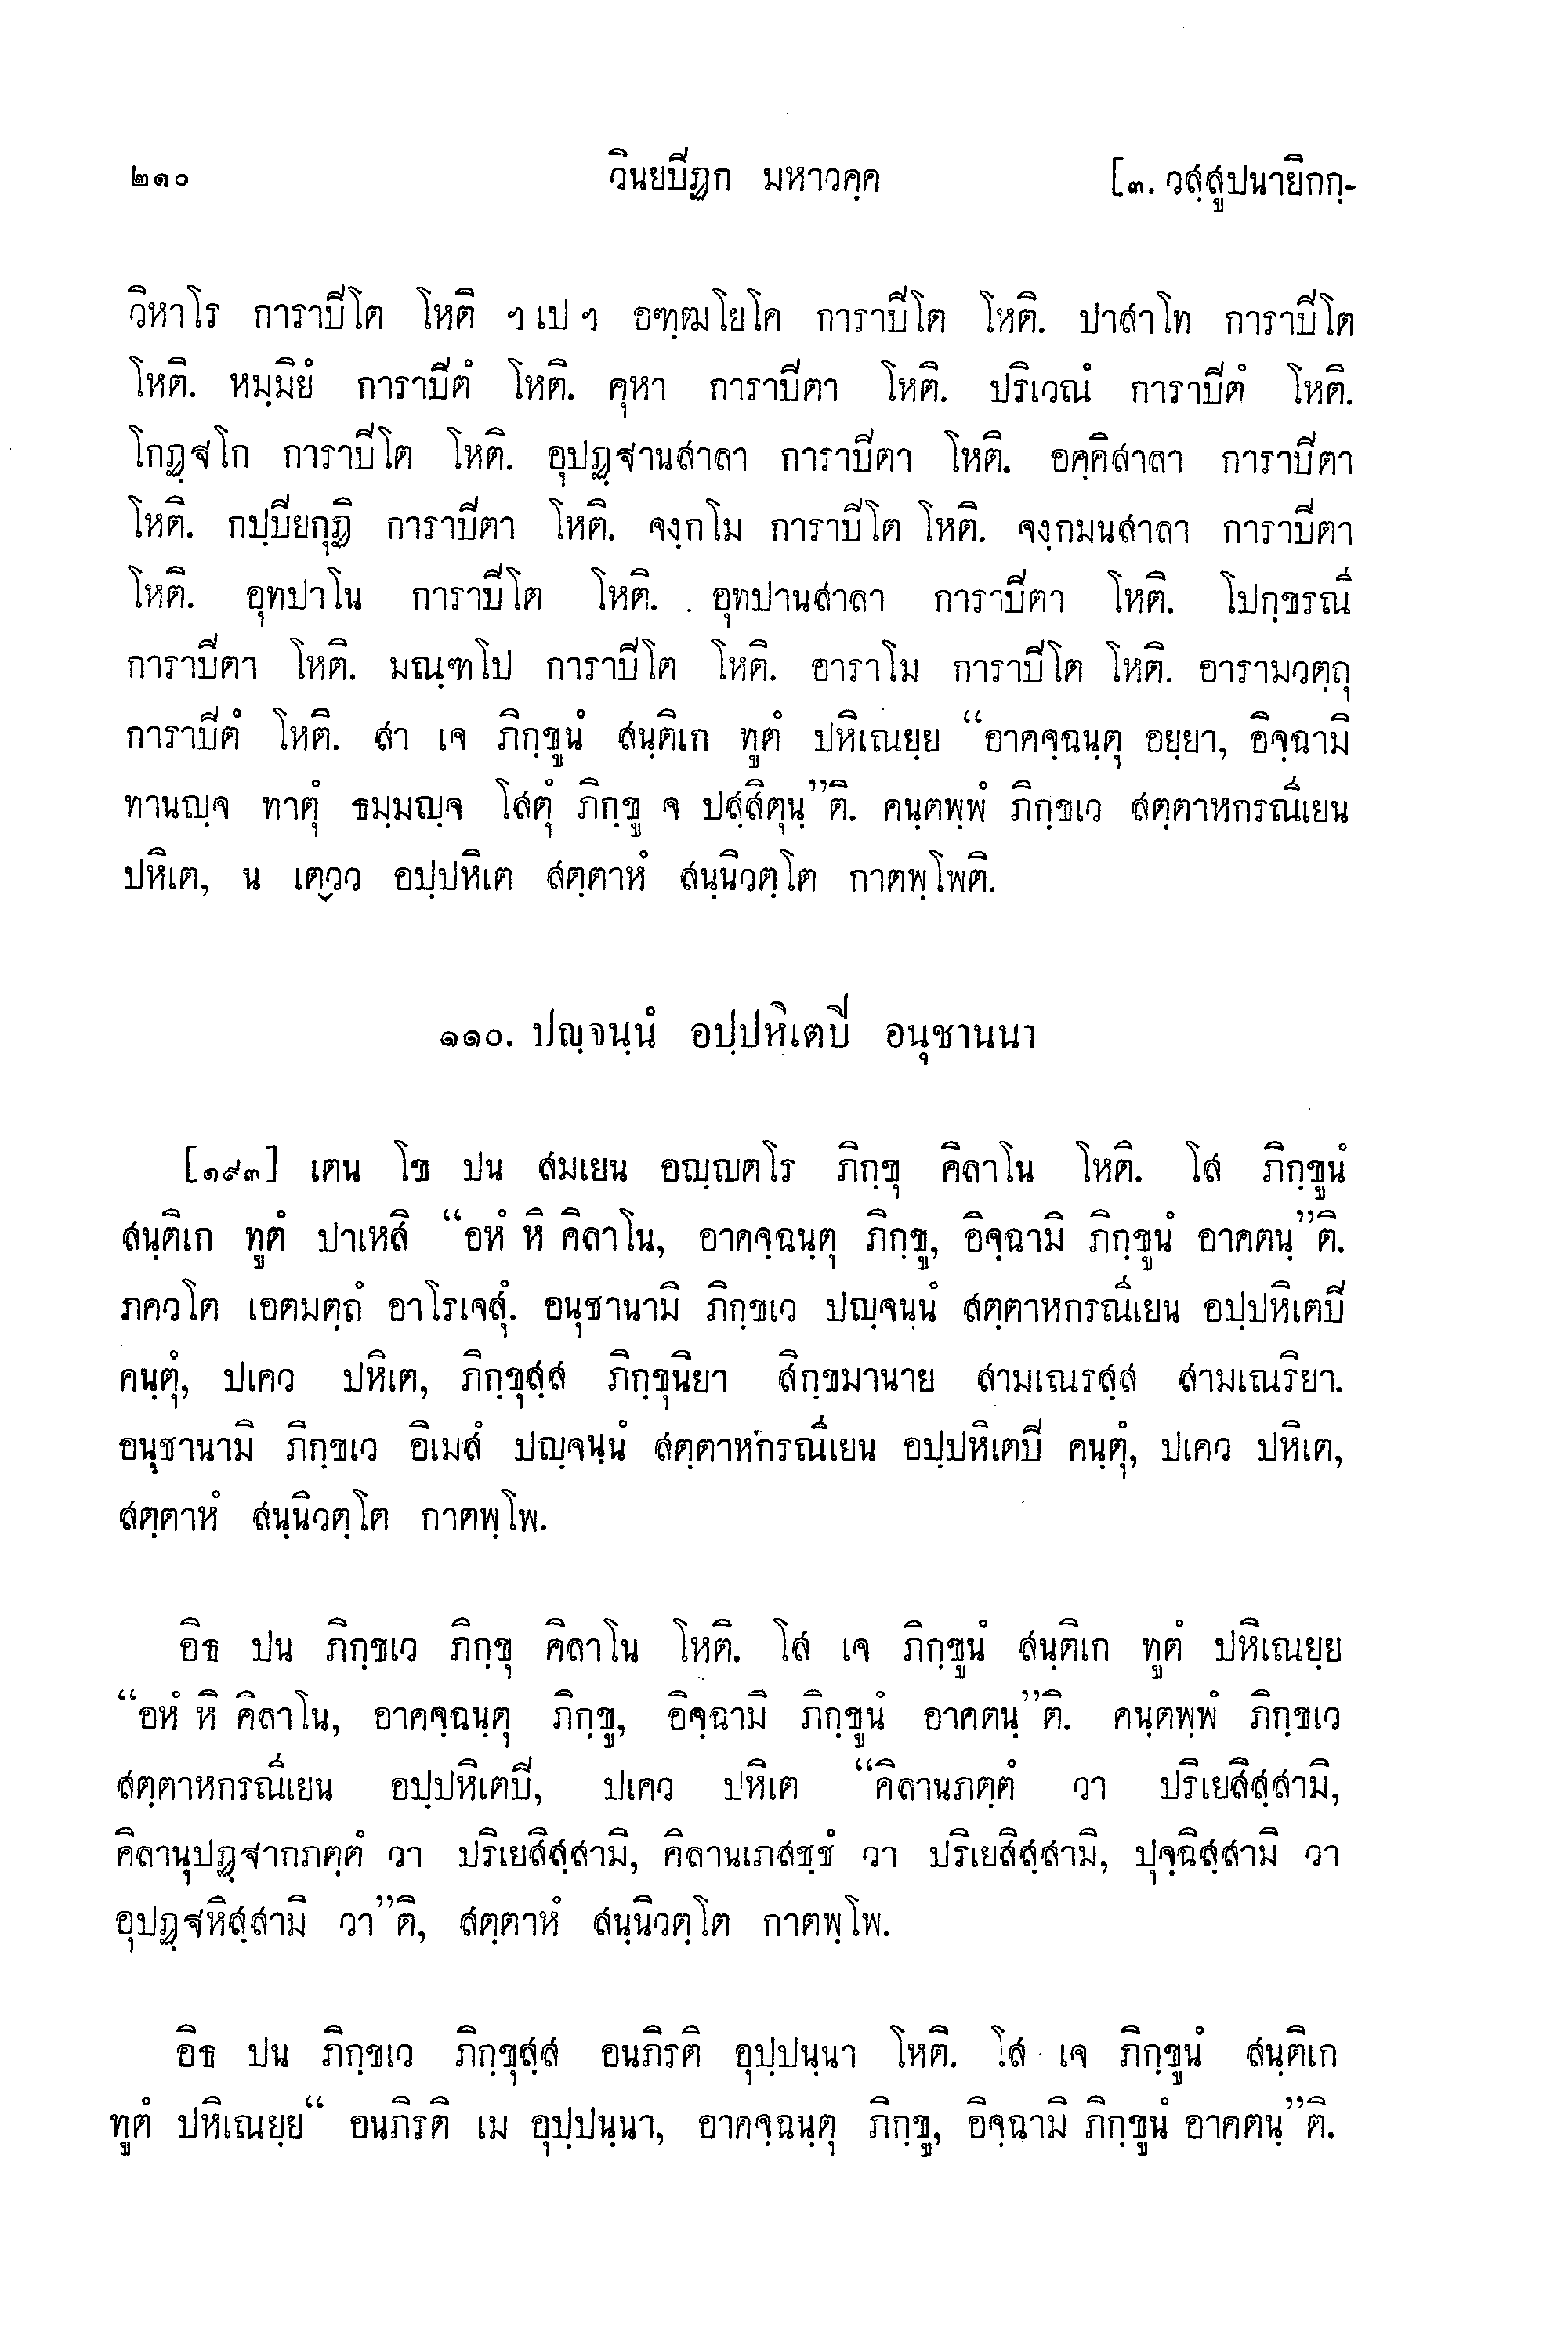 ๒๑๐ วินยปิฏก มหาวคฺค [๓. วสฺสูปนายิกกฺ-
วิหาโร การาปิโต โหติ ฯ เป ฯ อฑฺฒโยโค การาปิโต โหติ. ปาสาโท การาปิโต
โหติ. หมฺมิยํ การาปิตํ โหติ. คุหา การาปิตา โหติ. ปริเวณํ การาปิตํ โหติ.
โกฏฺฐโก การาปิโต โหติ. อุปฏฺฐานสาลา การาปิตา โหติ. อคฺคิสาลา การาปิตา
โหติ. กปฺปิยกุฏิ การาปิตา โหติ. จงฺกโม การาปิโต โหติ. จงฺกมนสาลา การาปิตา
โหติ. อุทปาโน การาปิโต โหติ. อุทปานสาลา การาปิตา โหติ. โปกฺขรณี
การาปิตา โหติ. มณฺฑโป การาปิโต โหติ. อาราโม การาปิโต โหติ. อารามวตฺถุ
การาปิตํ โหติ. สา เจ ภิกฺขูนํ สนฺติเก ทูตํ ปหิเณยฺย “อาคจฺฉนฺตุ อยฺยา, อิจฺฉามิ
ทานญฺจ ทาตุํ ธมฺมญฺจ โสตุํ ภิกฺขู จ ปสฺสิตุนฺ”ติ. คนฺตพฺพํ ภิกฺขเว สตฺตาหกรณีเยน
ปหิเต, น เตฺวว อปฺปหิเต สตฺตาหํ สนฺนิวตฺโต กาตพฺโพติ.
๑๑๐. ปญฺจนฺนํ อปฺปหิเตปิ อนุชานนา
[๑๙๓] เตน โข ปน สมเยน อญฺญตโร ภิกฺขุ คิลาโน โหติ. โส ภิกฺขูนํ
สนฺติเก ทูตํ ปาเหสิ “อหํ หิ คิลาโน, อาคจฺฉนฺตุ ภิกฺขู, อิจฺฉามิ ภิกฺขูนํ อาคตนฺ”ติ.
ภควโต เอตมตฺถํ อาโรเจสุํ. อนุชานามิ ภิกฺขเว ปญฺจนฺนํ สตฺตาหกรณีเยน อปฺปหิเตปิ
คนฺตุํ, ปเคว ปหิเต, ภิกฺขุสฺส ภิกฺขุนิยา สิกฺขมานาย สามเณรสฺส สามเณริยา.
อนุชานามิ ภิกฺขเว อิเมสํ ปญฺจนฺนํ สตฺตาหกรณีเยน อปฺปหิเตปิ คนฺตุํ, ปเคว ปหิเต,
สตฺตาหํ สนฺนิวตฺโต กาตพฺโพ.
อิธ ปน ภิกฺขเว ภิกฺขุ คิลาโน โหติ. โส เจ ภิกฺขูนํ สนฺติเก ทูตํ ปหิเณยฺย
“อหํ หิ คิลาโน, อาคจฺฉนฺตุ ภิกฺขู, อิจฺฉามิ ภิกฺขูนํ อาคตนฺ”ติ. คนฺตพฺพํ ภิกฺขเว
สตฺตาหกรณีเยน อปฺปหิเตปิ, ปเคว ปหิเต “คิลานภตฺตํ วา ปริเยสิสฺสามิ,
คิลานุปฏฺฐากภตฺตํ วา ปริเยสิสฺสามิ, คิลานเภสชฺชํ วา ปริเยสิสฺสามิ, ปุจฺฉิสฺสามิ วา
อุปฏฺฐหิสฺสามิ วา”ติ, สตฺตาหํ สนฺนิวตฺโต กาตพฺโพ.
อิธ ปน ภิกฺขเว ภิกฺขุสฺส อนภิรติ อุปฺปนฺนา โหติ. โส เจ ภิกฺขูนํ สนฺติเก
ทูตํ ปหิเณยฺย“ อนภิรติ เม อุปฺปนฺนา, อาคจฺฉนฺตุ ภิกฺขู, อิจฺฉามิ ภิกฺขูนํ อาคตนฺ”ติ.